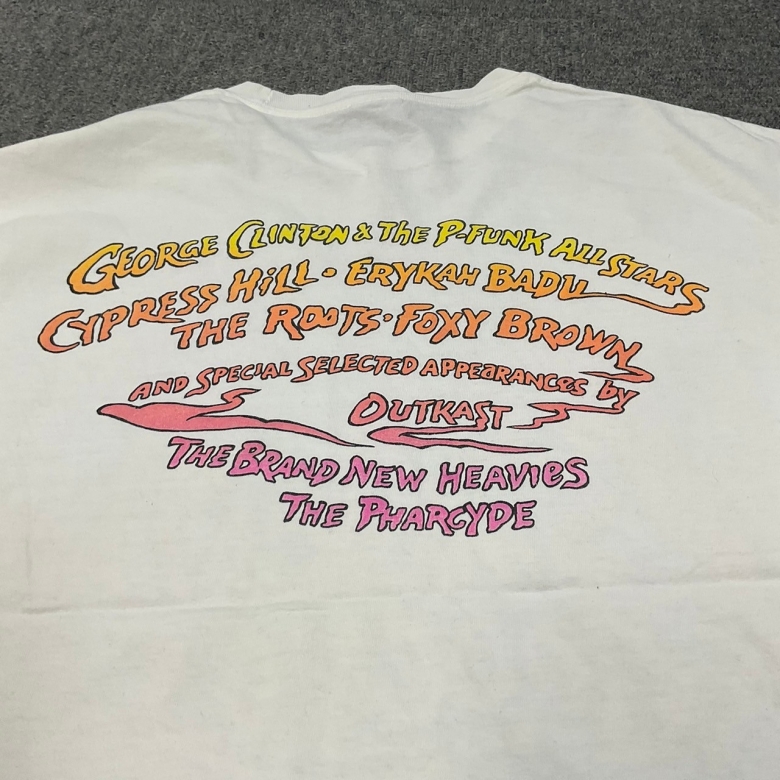 GEORGE CLINTON & THE P-FUNK ALL STARS
CYPRESS HILL • ERYKAH BADU
THE ROOTS • FOXY BROWN
AND SPECIAL SELECTED APPEARANCES by
OUTKAST
THE BRAND NEW HEAVIES
THE PHARCYDE